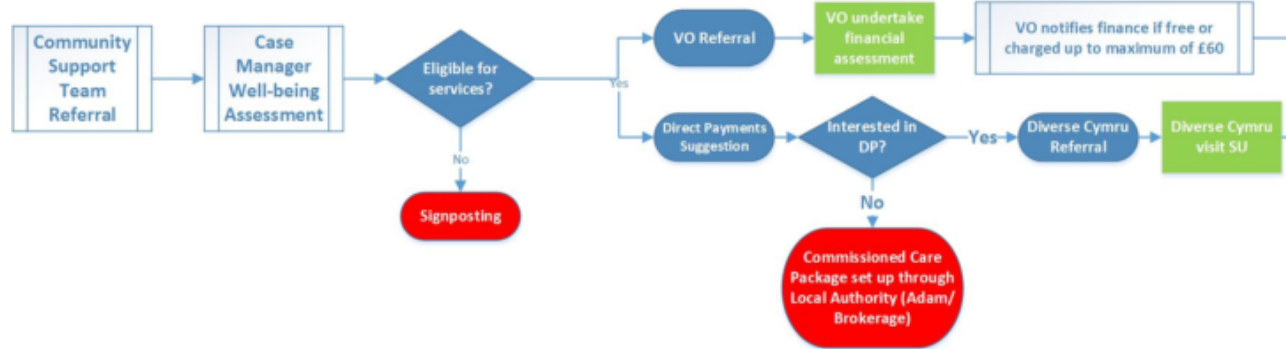 Community
Support
Team
Referral
Case
Manager
Well-being
Assessment
Eligible for
services?
Yes
No
Signposting
VO Referral
VO undertake
financial
assessment
VO notifies finance if free or
charged up to maximum of £60
Direct Payments
Suggestion
Interested in
DP?
Yes
No
Diverse Cymru
Referral
Diverse Cymru
visit SU
Commissioned Care
Package set up through
Local Authority (Adam/
Brokerage)